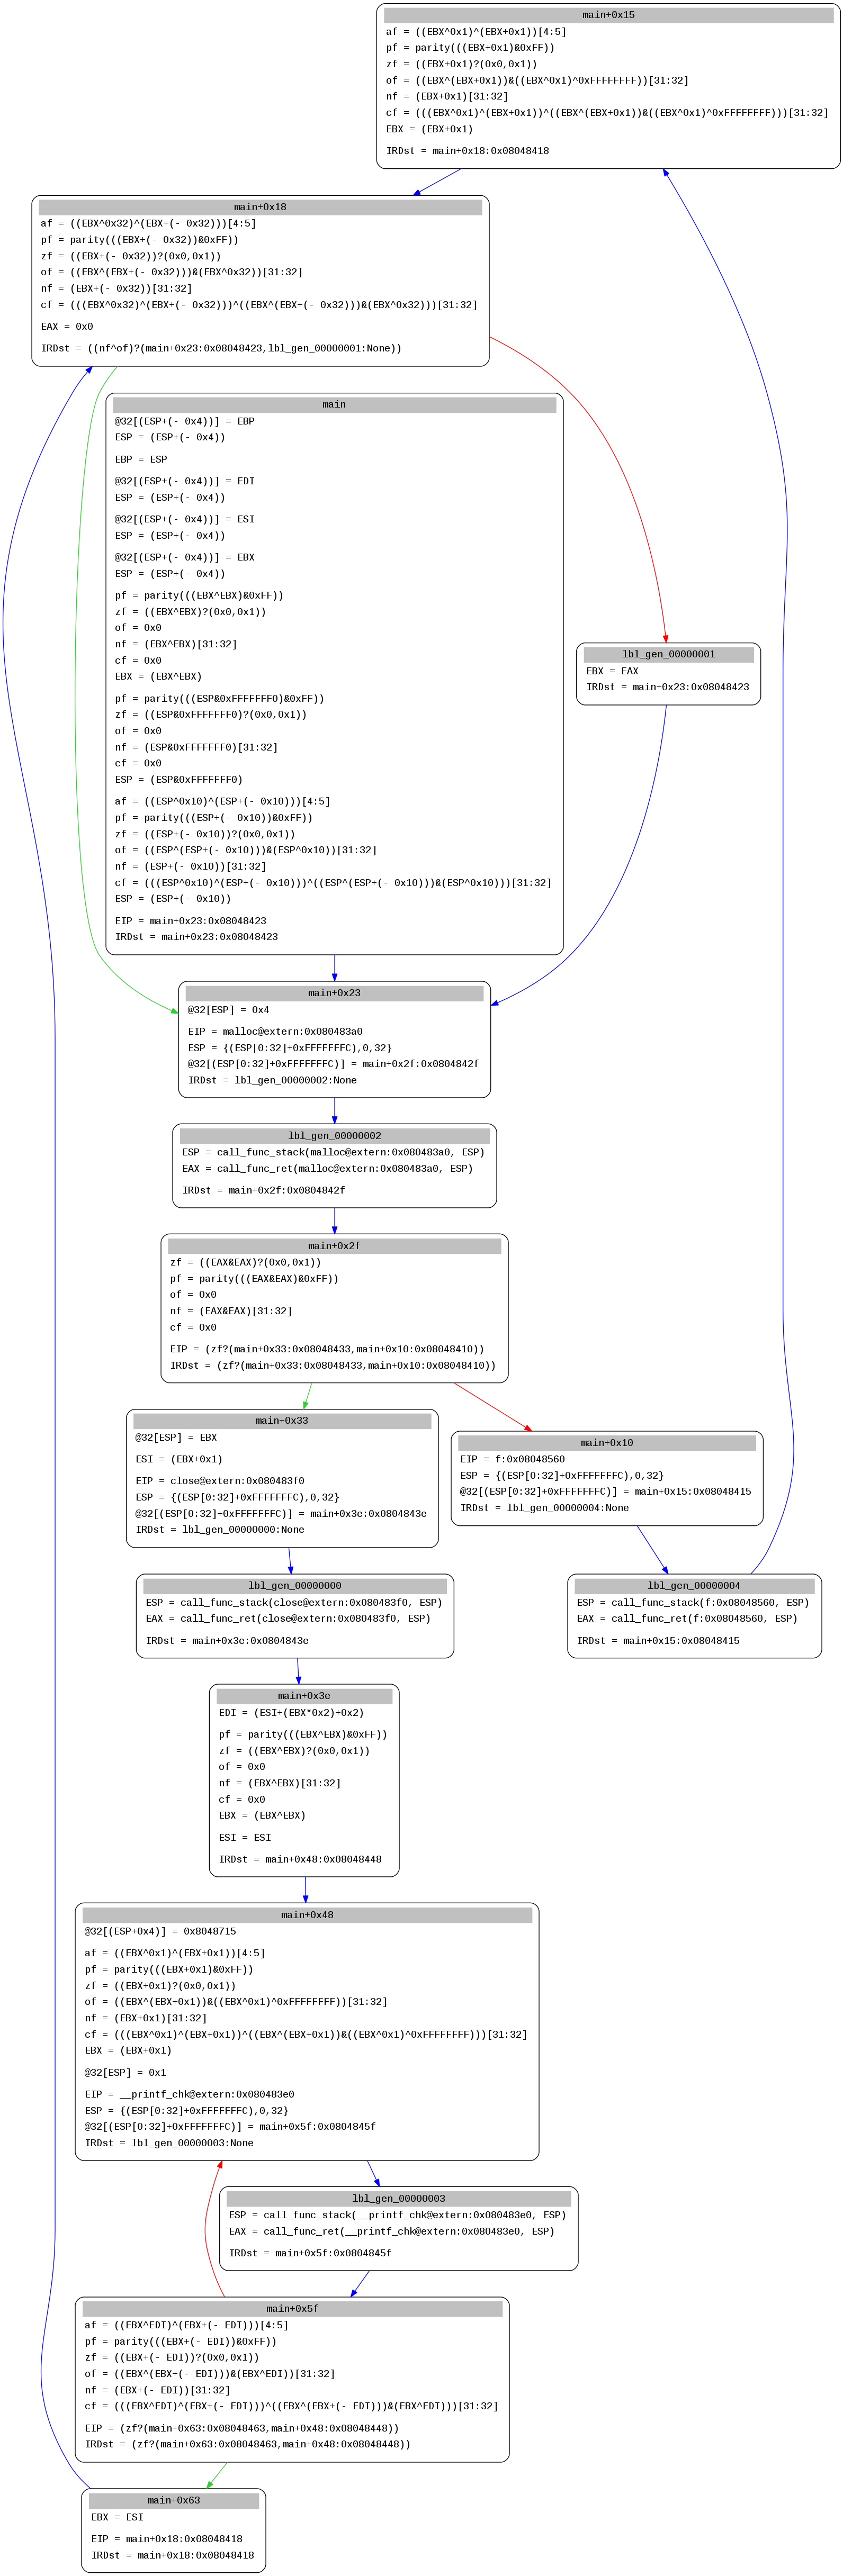 main+0x15
af = ((EBX^0x1)^(EBX+0x1))[4:5]
pf = parity(((EBX+0x1)&0xFF))
zf = ((EBX+0x1)?(0x0,0x1))
of = ((EBX^(EBX+0x1))&((EBX^0x1)^0xFFFFFFFF))[31:32]
nf = (EBX+0x1)[31:32]
cf = (((EBX^0x1)^(EBX+0x1))^((EBX^(EBX+0x1))&((EBX^0x1)^0xFFFFFFFF)))[31:32]
EBX = (EBX+0x1)
IRDst = main+0x18:0x08048418
main+0x18
af = ((EBX^0x32)^(EBX+(- 0x32)))[4:5]
pf = parity(((EBX+(- 0x32))&0xFF))
zf = ((EBX+(- 0x32))?(0x0,0x1))
of = ((EBX^(EBX+(- 0x32)))&(EBX^0x32))[31:32]
nf = (EBX+(- 0x32))[31:32]
cf = (((EBX^0x32)^(EBX+(- 0x32)))^((EBX^(EBX+(- 0x32)))&(EBX^0x32)))[31:32]
EAX = 0x0
IRDst = ((nf^of)?(main+0x23:0x08048423,lbl_gen_00000001:None))
main
@32[(ESP+(- 0x4))] = EBP
ESP = (ESP+(- 0x4))
EBP = ESP
@32[(ESP+(- 0x4))] = EDI
ESP = (ESP+(- 0x4))
@32[(ESP+(- 0x4))] = ESI
ESP = (ESP+(- 0x4))
@32[(ESP+(- 0x4))] = EBX
ESP = (ESP+(- 0x4))
pf = parity(((EBX^EBX)&0xFF))
zf = ((EBX^EBX)?(0x0,0x1))
of = 0x0
nf = (EBX^EBX)[31:32]
cf = 0x0
EBX = (EBX^EBX)
pf = parity(((ESP&0xFFFFFFF0)&0xFF))
zf = ((ESP&0xFFFFFFF0)?(0x0,0x1))
of = 0x0
nf = (ESP&0xFFFFFFF0)[31:32]
cf = 0x0
ESP = (ESP&0xFFFFFFF0)
af = ((ESP^0x10)^(ESP+(- 0x10)))[4:5]
pf = parity(((ESP+(- 0x10))&0xFF))
zf = ((ESP+(- 0x10))?(0x0,0x1))
of = ((ESP^(ESP+(- 0x10)))&(ESP^0x10))[31:32]
nf = (ESP+(- 0x10))[31:32]
cf = (((ESP^0x10)^(ESP+(- 0x10)))^((ESP^(ESP+(- 0x10)))&(ESP^0x10)))[31:32]
ESP = (ESP+(- 0x10))
EIP = main+0x23:0x08048423
IRDst = main+0x23:0x08048423
lbl_gen_00000001
EBX = EAX
IRDst = main+0x23:0x08048423
main+0x23
@32[ESP] = 0x4
EIP = malloc@extern:0x080483a0
ESP = {(ESP[0:32]+0xFFFFFFFC),0,32}
@32[(ESP[0:32]+0xFFFFFFFC)] = main+0x2f:0x0804842f
IRDst = lbl_gen_00000002:None
lbl_gen_00000002
ESP = call_func_stack(malloc@extern:0x080483a0, ESP)
EAX = call_func_ret(malloc@extern:0x080483a0, ESP)
IRDst = main+0x2f:0x0804842f
main+0x2f
zf = ((EAX&EAX)?(0x0,0x1))
pf = parity(((EAX&EAX)&0xFF))
of = 0x0
nf = (EAX&EAX)[31:32]
cf = 0x0
EIP = (zf?(main+0x33:0x08048433,main+0x10:0x08048410))
IRDst = (zf?(main+0x33:0x08048433,main+0x10:0x08048410))
main+0x33
@32[ESP] = EBX
ESI = (EBX+0x1)
EIP = close@extern:0x080483f0
ESP = {(ESP[0:32]+0xFFFFFFFC),0,32}
@32[(ESP[0:32]+0xFFFFFFFC)] = main+0x3e:0x0804843e
IRDst = lbl_gen_00000000:None
main+0x10
EIP = f:0x08048560
ESP = {(ESP[0:32]+0xFFFFFFFC),0,32}
@32[(ESP[0:32]+0xFFFFFFFC)] = main+0x15:0x08048415
IRDst = lbl_gen_00000004:None
lbl_gen_00000000
ESP = call_func_stack(close@extern:0x080483f0, ESP)
EAX = call_func_ret(close@extern:0x080483f0, ESP)
IRDst = main+0x3e:0x0804843e
lbl_gen_00000004
ESP = call_func_stack(f:0x08048560, ESP)
EAX = call_func_ret(f:0x08048560, ESP)
IRDst = main+0x15:0x08048415
main+0x3e
EDI = (ESI+(EBX*0x2)+0x2)
pf = parity(((EBX^EBX)&0xFF))
zf = ((EBX^EBX)?(0x0,0x1))
of = 0x0
nf = (EBX^EBX)[31:32]
cf = 0x0
EBX = (EBX^EBX)
ESI = ESI
IRDst = main+0x48:0x08048448
main+0x48
@32[(ESP+0x4)] = 0x8048715
af = ((EBX^0x1)^(EBX+0x1))[4:5]
pf = parity(((EBX+0x1)&0xFF))
zf = ((EBX+0x1)?(0x0,0x1))
of = ((EBX^(EBX+0x1))&((EBX^0x1)^0xFFFFFFFF))[31:32]
nf = (EBX+0x1)[31:32]
cf = (((EBX^0x1)^(EBX+0x1))^((EBX^(EBX+0x1))&((EBX^0x1)^0xFFFFFFFF)))[31:32]
EBX = (EBX+0x1)
@32[ESP] = 0x1
EIP = __printf_chk@extern:0x080483e0
ESP = {(ESP[0:32]+0xFFFFFFFC),0,32}
@32[(ESP[0:32]+0xFFFFFFFC)] = main+0x5f:0x0804845f
IRDst = lbl_gen_00000003:None
lbl_gen_00000003
ESP = call_func_stack(__printf_chk@extern:0x080483e0, ESP)
EAX = call_func_ret(__printf_chk@extern:0x080483e0, ESP)
IRDst = main+0x5f:0x0804845f
main+0x5f
af = ((EBX^EDI)^(EBX+(- EDI)))[4:5]
pf = parity(((EBX+(- EDI))&0xFF))
zf = ((EBX+(- EDI))?(0x0,0x1))
of = ((EBX^(EBX+(- EDI)))&(EBX^EDI))[31:32]
nf = (EBX+(- EDI))[31:32]
cf = (((EBX^EDI)^(EBX+(- EDI)))^((EBX^(EBX+(- EDI)))&(EBX^EDI)))[31:32]
EIP = (zf?(main+0x63:0x08048463,main+0x48:0x08048448))
IRDst = (zf?(main+0x63:0x08048463,main+0x48:0x08048448))
main+0x63
EBX = ESI
EIP = main+0x18:0x08048418
IRDst = main+0x18:0x08048418